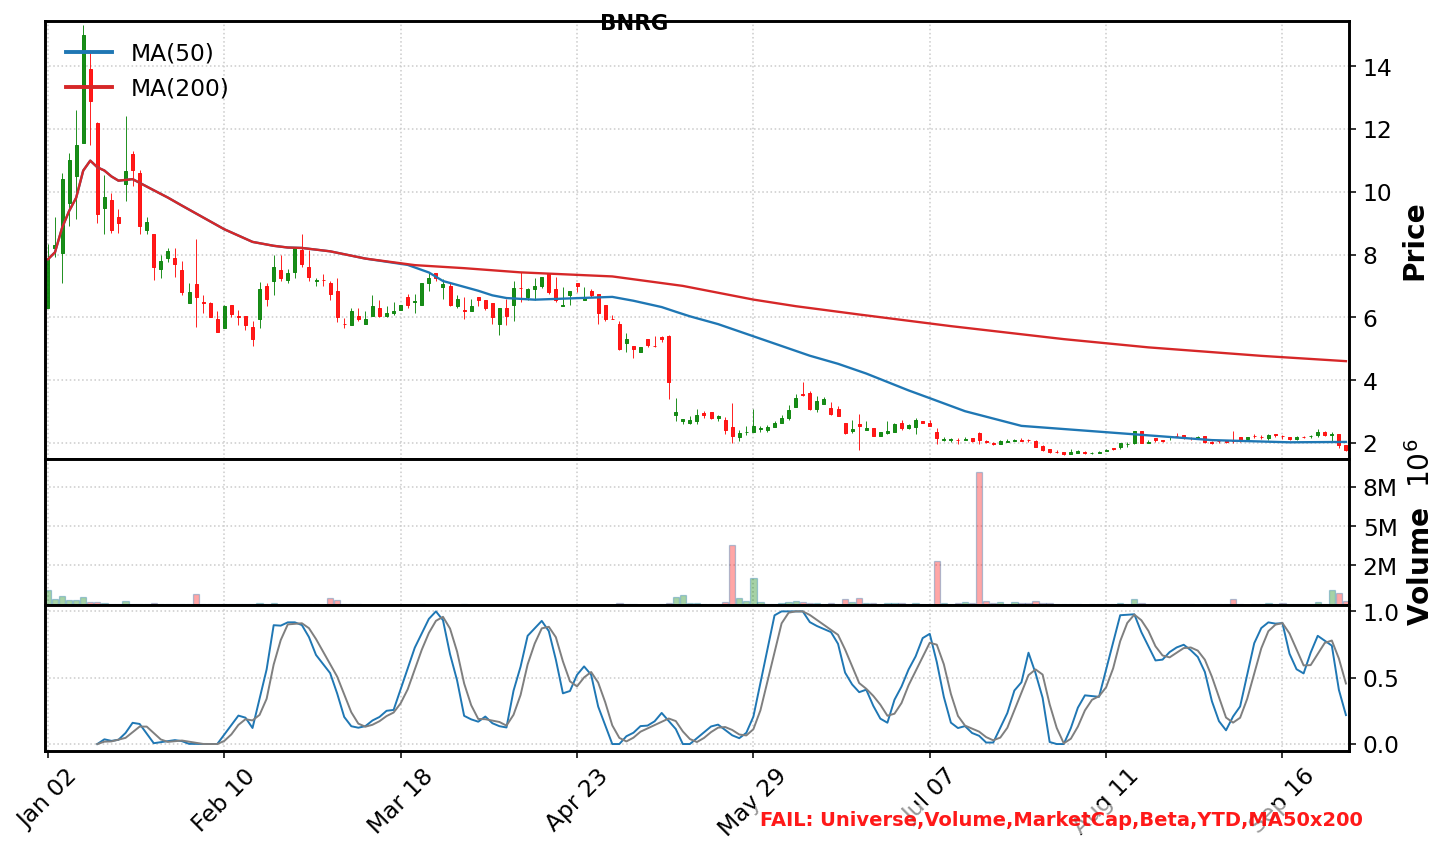 BNRG
MA(50)
MA(200)
14
12
10
8
6
4
2
Price
8M
5M
2M
Volume 10^6
1.0
0.5
0.0
Jan 02
Feb 10
Mar 18
Apr 23
May 29
Jul 07
Aug 11
Sep 16
FAIL: Universe,Volume,MarketCap,Beta,YTD,MA50x200